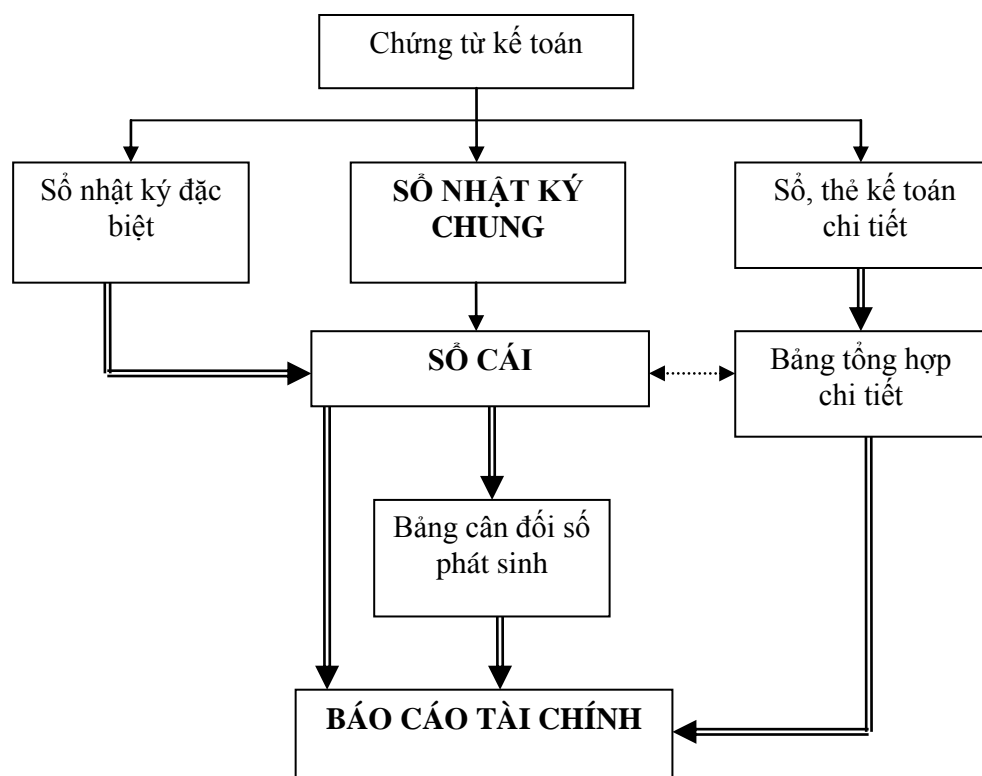 Chứng từ kế toán
Sổ nhật ký đặc
biệt
SỔ NHẬT KÝ
CHUNG
Sổ, thẻ kế toán
chi tiết
SỔ CÁI
Bảng tổng hợp
chi tiết
Bảng cân đối số
phát sinh
BÁO CÁO TÀI CHÍNH